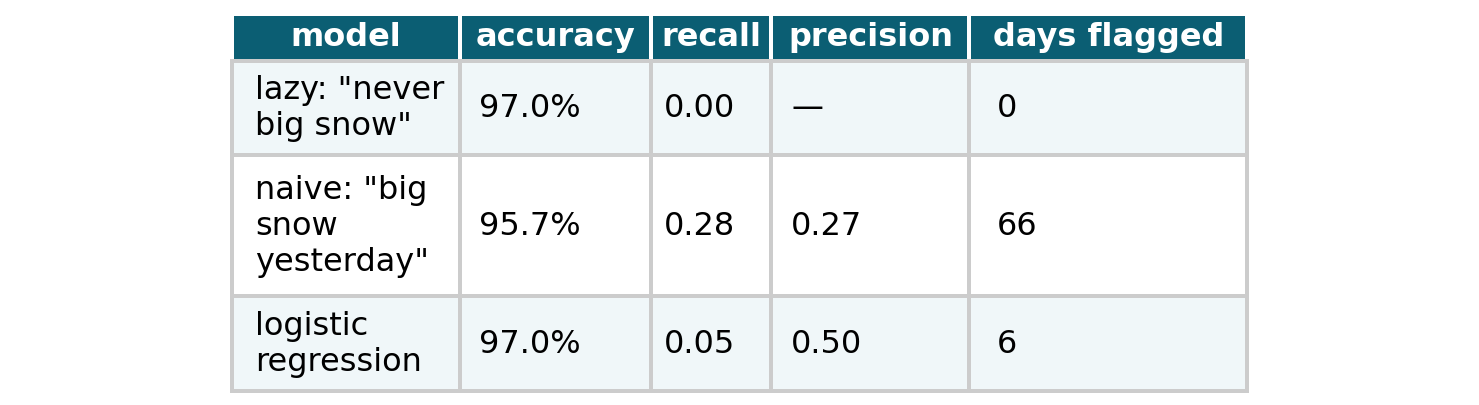 model accuracy recall precision days flagged
lazy: "never
big snow" 97.0% 0.00 — 0
naive: "big
snow
yesterday" 95.7% 0.28 0.27 66
logistic
regression 97.0% 0.05 0.50 6